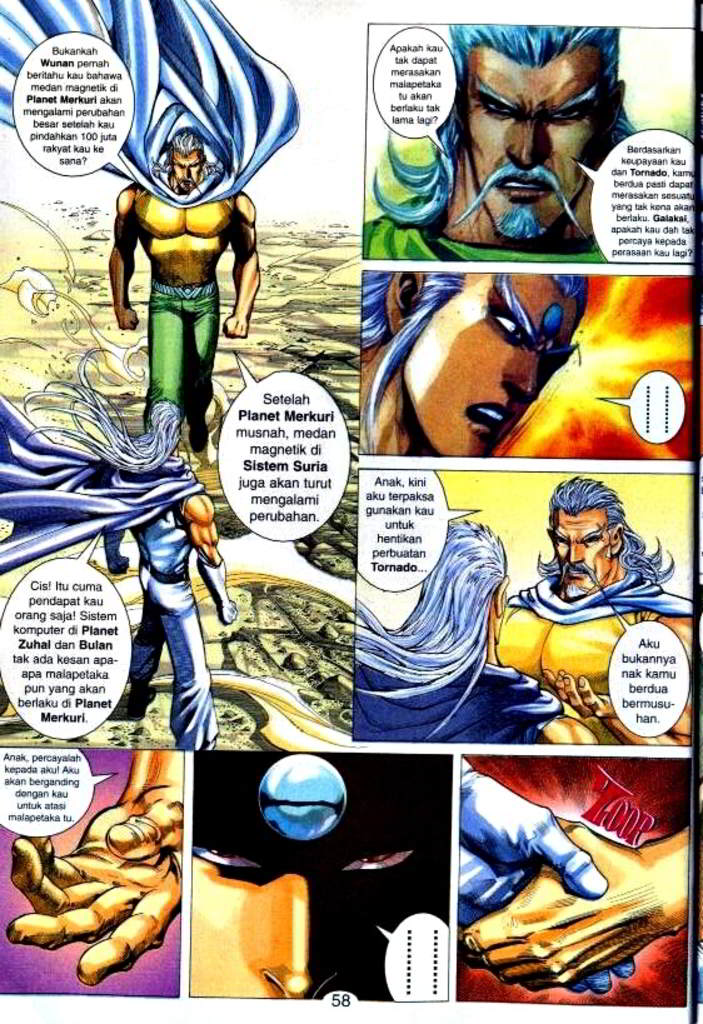 Bukankah
Wunan pernah
beritahu kau bahawa
medan magnetik di
Planet Merkuri akan
mengalami perubahan
besar setelah kau
pindahkan 100 juta
rakyat kau ke
sana?
Setelah
Planet Merkuri
musnah, medan
magnetik di
Sistem Suria
juga akan turut
mengalami
perubahan.
Cis! Itu cuma
pendapat kau
orang saja! Sistem
komputer di Planet
Zuhal dan Bulan
tak ada kesan apa-
apa malapetaka
pun yang akan
berlaku di Planet
Merkuri.
Apakah kau
tak dapat
merasakan
malapetaka
tu akan
berlaku tak
lama lagi?
Berdasarkan
keupayaan kau
dan Tornado, kamu
berdua pasti dapat
merasakan sesuatu
yang tak kena akan
berlaku. Galakal,
apakah kau dah tak
percaya kepada
perasaan kau lagi?
Anak, kini
aku terpaksa
gunakan kau
untuk
hentikan
perbuatan
Tornado...
Aku
bukannya
nak kamu
berdua
bermusu-
han.
Anak, percayalah
kepada aku! Aku
akan berganding
dengan kau
untuk atasi
malapetaka tu.
ZOOP
58